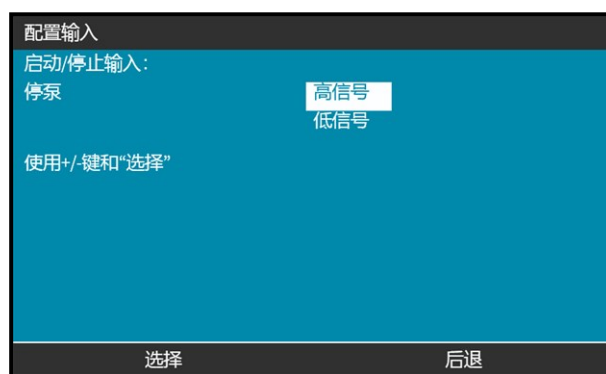 配置输入
启动/停止输入：
停泵 高信号
低信号
使用+/-键和“选择”
选择 后退